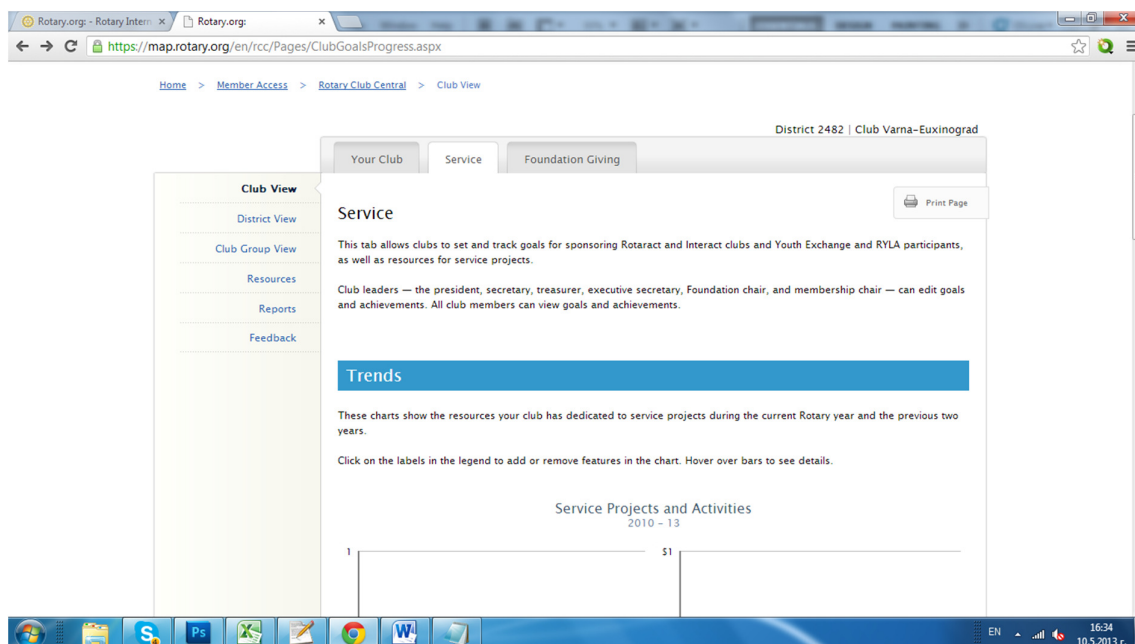 Rotary.org: - Rotary Intern
Rotary.org:
https://map.rotary.org/en/rcc/Pages/ClubGoalsProgress.aspx
Home > Member Access > Rotary Club Central > Club View
District 2482 | Club Varna-Euxinograd
Your Club Service Foundation Giving
Club View
District View
Club Group View
Resources
Reports
Feedback
Print Page
Service
This tab allows clubs to set and track goals for sponsoring Rotaract and Interact clubs and Youth Exchange and RYLA participants,
as well as resources for service projects.
Club leaders — the president, secretary, treasurer, executive secretary, Foundation chair, and membership chair — can edit goals
and achievements. All club members can view goals and achievements.
Trends
These charts show the resources your club has dedicated to service projects during the current Rotary year and the previous two
years.
Click on the labels in the legend to add or remove features in the chart. Hover over bars to see details.
Service Projects and Activities
2010 – 13
1 $1
Ps
EN
16:34
10.5.2013 г.